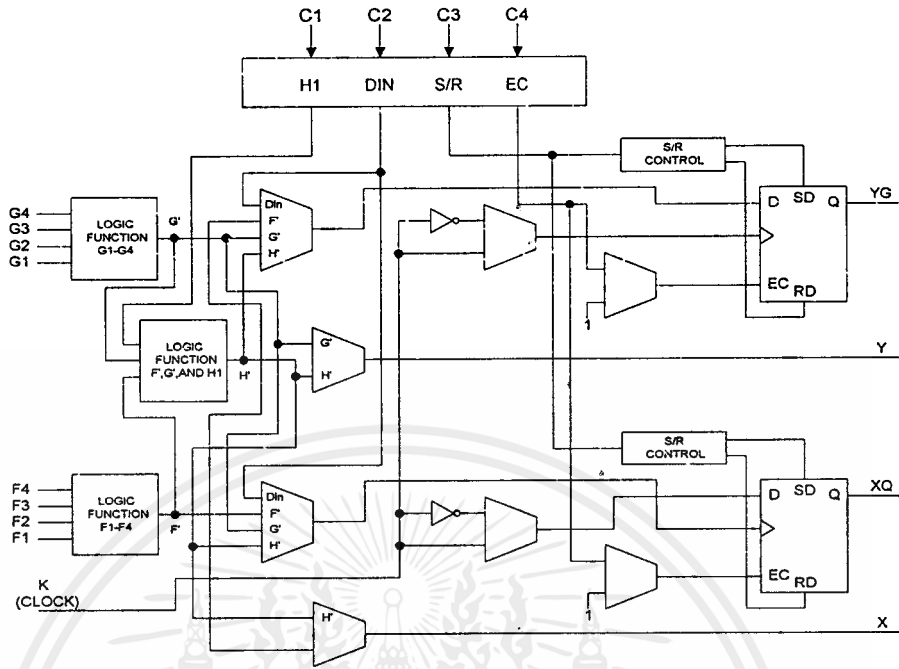 C1 C2 C3 C4
H1 DIN S/R EC
S/R
CONTROL
G4
G3
G2
G1
LOGIC
FUNCTION
G1-G4
G'
Din
F'
G'
H'
D SD Q
EC
RD
YG
1
LOGIC
FUNCTION
F',G',AND H1
H'
G'
H'
Y
S/R
CONTROL
F4
F3
F2
F1
LOGIC
FUNCTION
F1-F4
F'
Din
F'
G'
H'
D SD Q
EC
RD
XQ
1
K
(CLOCK)
H'
X